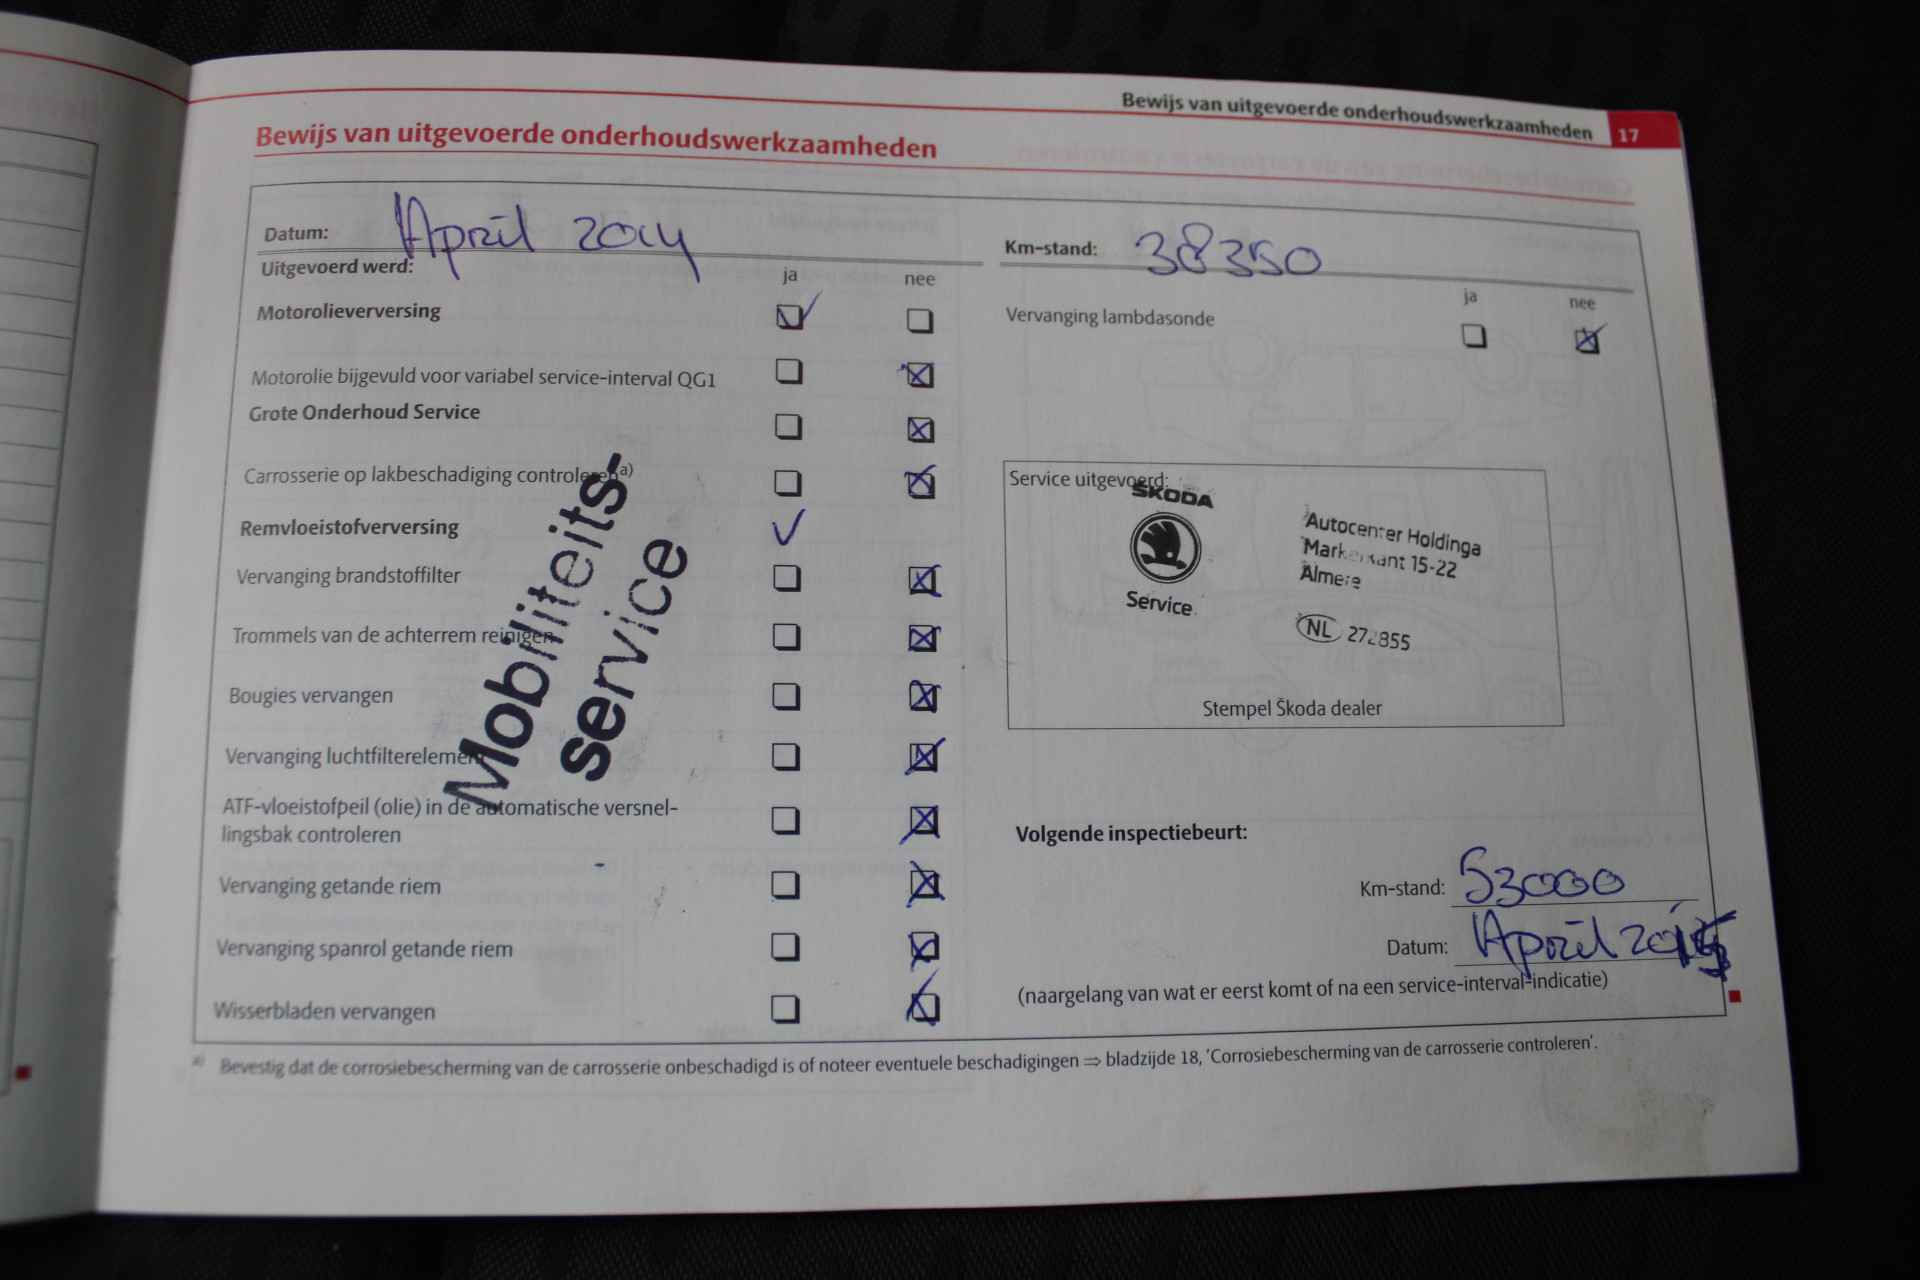 Bewijs van uitgevoerde onderhoudswerkzaamheden 17
Bewijs van uitgevoerde onderhoudswerkzaamheden
Datum: April 2014
Km-stand: 38350
Uitgevoerd werd:
ja nee
Motorolieverversing
Motorolie bijgevuld voor variabel service-interval QG1
Grote Onderhoud Service
Carrosserie op lakbeschadiging controleren a)
Remvloeistofverversing
Vervanging brandstoffilter
Trommels van de achterrem reinigen
Bougies vervangen
Vervanging luchtfilterelement
ATF-vloeistofpeil (olie) in de automatische versnel-
lingsbak controleren
Vervanging getande riem
Vervanging spanrol getande riem
Wisserbladen vervangen
Mobiliteits-
service
ja nee
Vervanging lambdasonde
Service uitgevoerd:
ŠKODA
Service
Autocenter Holdinga
Markerkant 15-22
Almere
NL 272855
Stempel Škoda dealer
Volgende inspectiebeurt:
Km-stand: 53000
Datum: April 2015
(naargelang van wat er eerst komt of na een service-interval-indicatie)
a) Bevestig dat de corrosiebescherming van de carrosserie onbeschadigd is of noteer eventuele beschadigingen ⇒ bladzijde 18, 'Corrosiebescherming van de carrosserie controleren'.